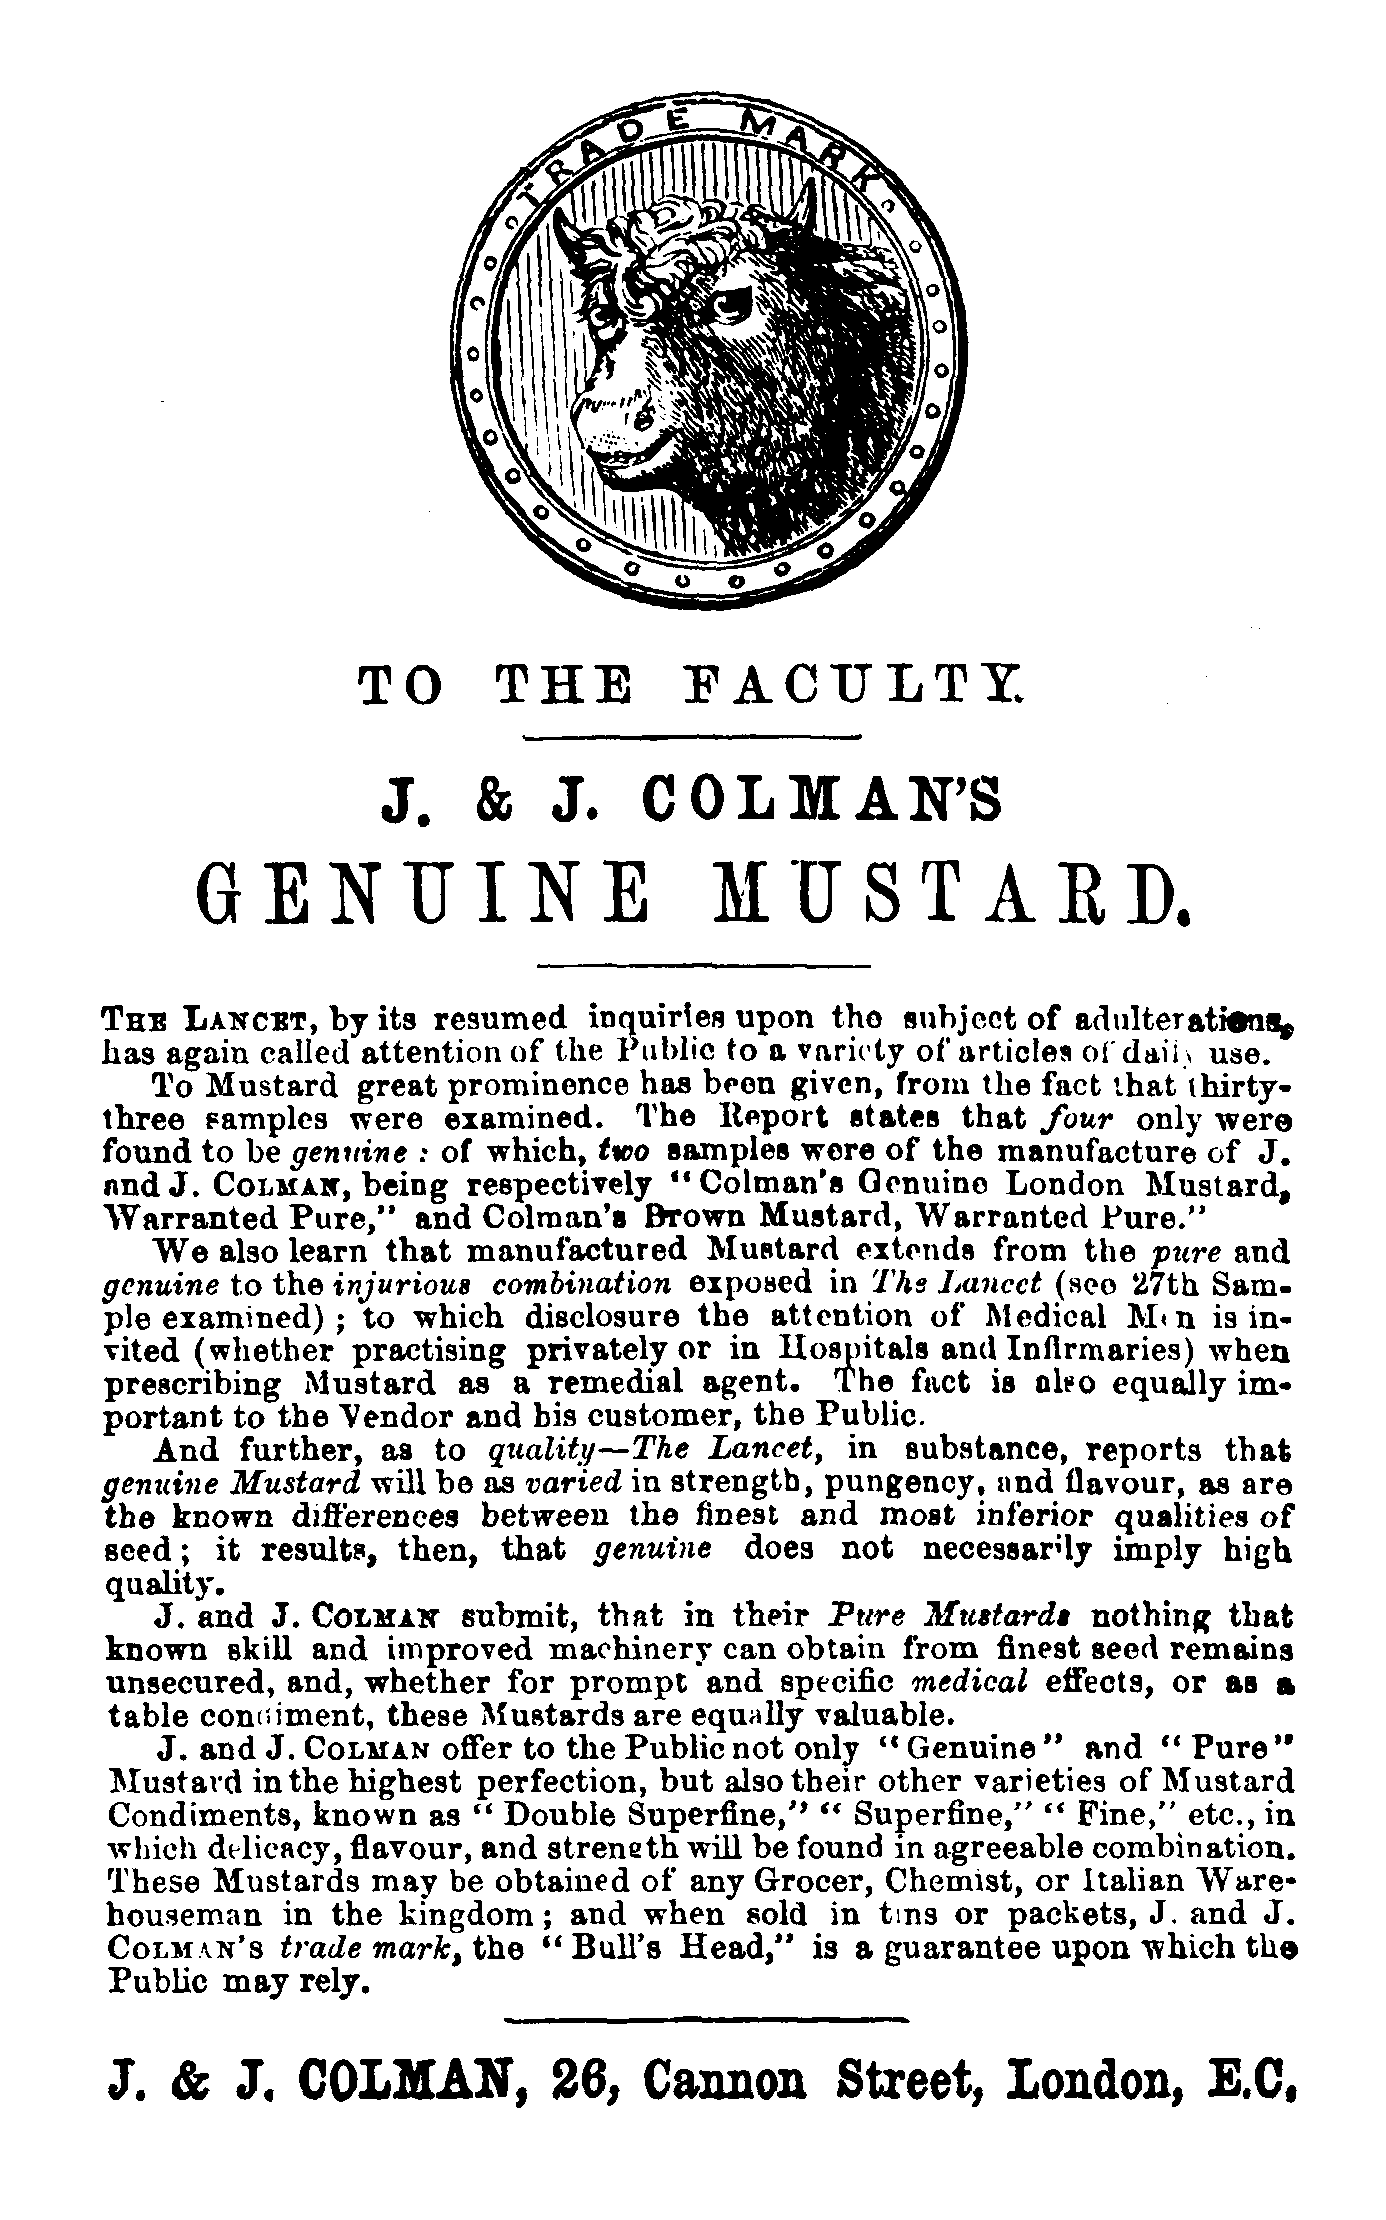 TRADE MARK
TO THE FACULTY.
J. & J. COLMAN'S
GENUINE MUSTARD.
THE LANCET, by its resumed inquiries upon the subject of adulterations,
has again called attention of the Public to a variety of articles of daily use.
To Mustard great prominence has been given, from the fact that thirty-
three samples were examined. The Report states that four only were
found to be genuine : of which, two samples were of the manufacture of J.
and J. COLMAN, being respectively "Colman's Genuine London Mustard,
Warranted Pure," and Colman's Brown Mustard, Warranted Pure."
We also learn that manufactured Mustard extends from the pure and
genuine to the injurious combination exposed in The Lancet (see 27th Sam-
ple examined) ; to which disclosure the attention of Medical Men is in-
vited (whether practising privately or in Hospitals and Infirmaries) when
prescribing Mustard as a remedial agent. The fact is also equally im-
portant to the Vendor and his customer, the Public.
And further, as to quality—The Lancet, in substance, reports that
genuine Mustard will be as varied in strength, pungency, and flavour, as are
the known differences between the finest and most inferior qualities of
seed ; it results, then, that genuine does not necessarily imply high
quality.
J. and J. COLMAN submit, that in their Pure Mustards nothing that
known skill and improved machinery can obtain from finest seed remains
unsecured, and, whether for prompt and specific medical effects, or as a
table condiment, these Mustards are equally valuable.
J. and J. COLMAN offer to the Public not only "Genuine" and "Pure"
Mustard in the highest perfection, but also their other varieties of Mustard
Condiments, known as "Double Superfine," "Superfine," "Fine," etc., in
which delicacy, flavour, and strength will be found in agreeable combination.
These Mustards may be obtained of any Grocer, Chemist, or Italian Ware-
houseman in the kingdom ; and when sold in tins or packets, J. and J.
COLMAN'S trade mark, the "Bull's Head," is a guarantee upon which the
Public may rely.
J. & J. COLMAN, 26, Cannon Street, London, E.C.